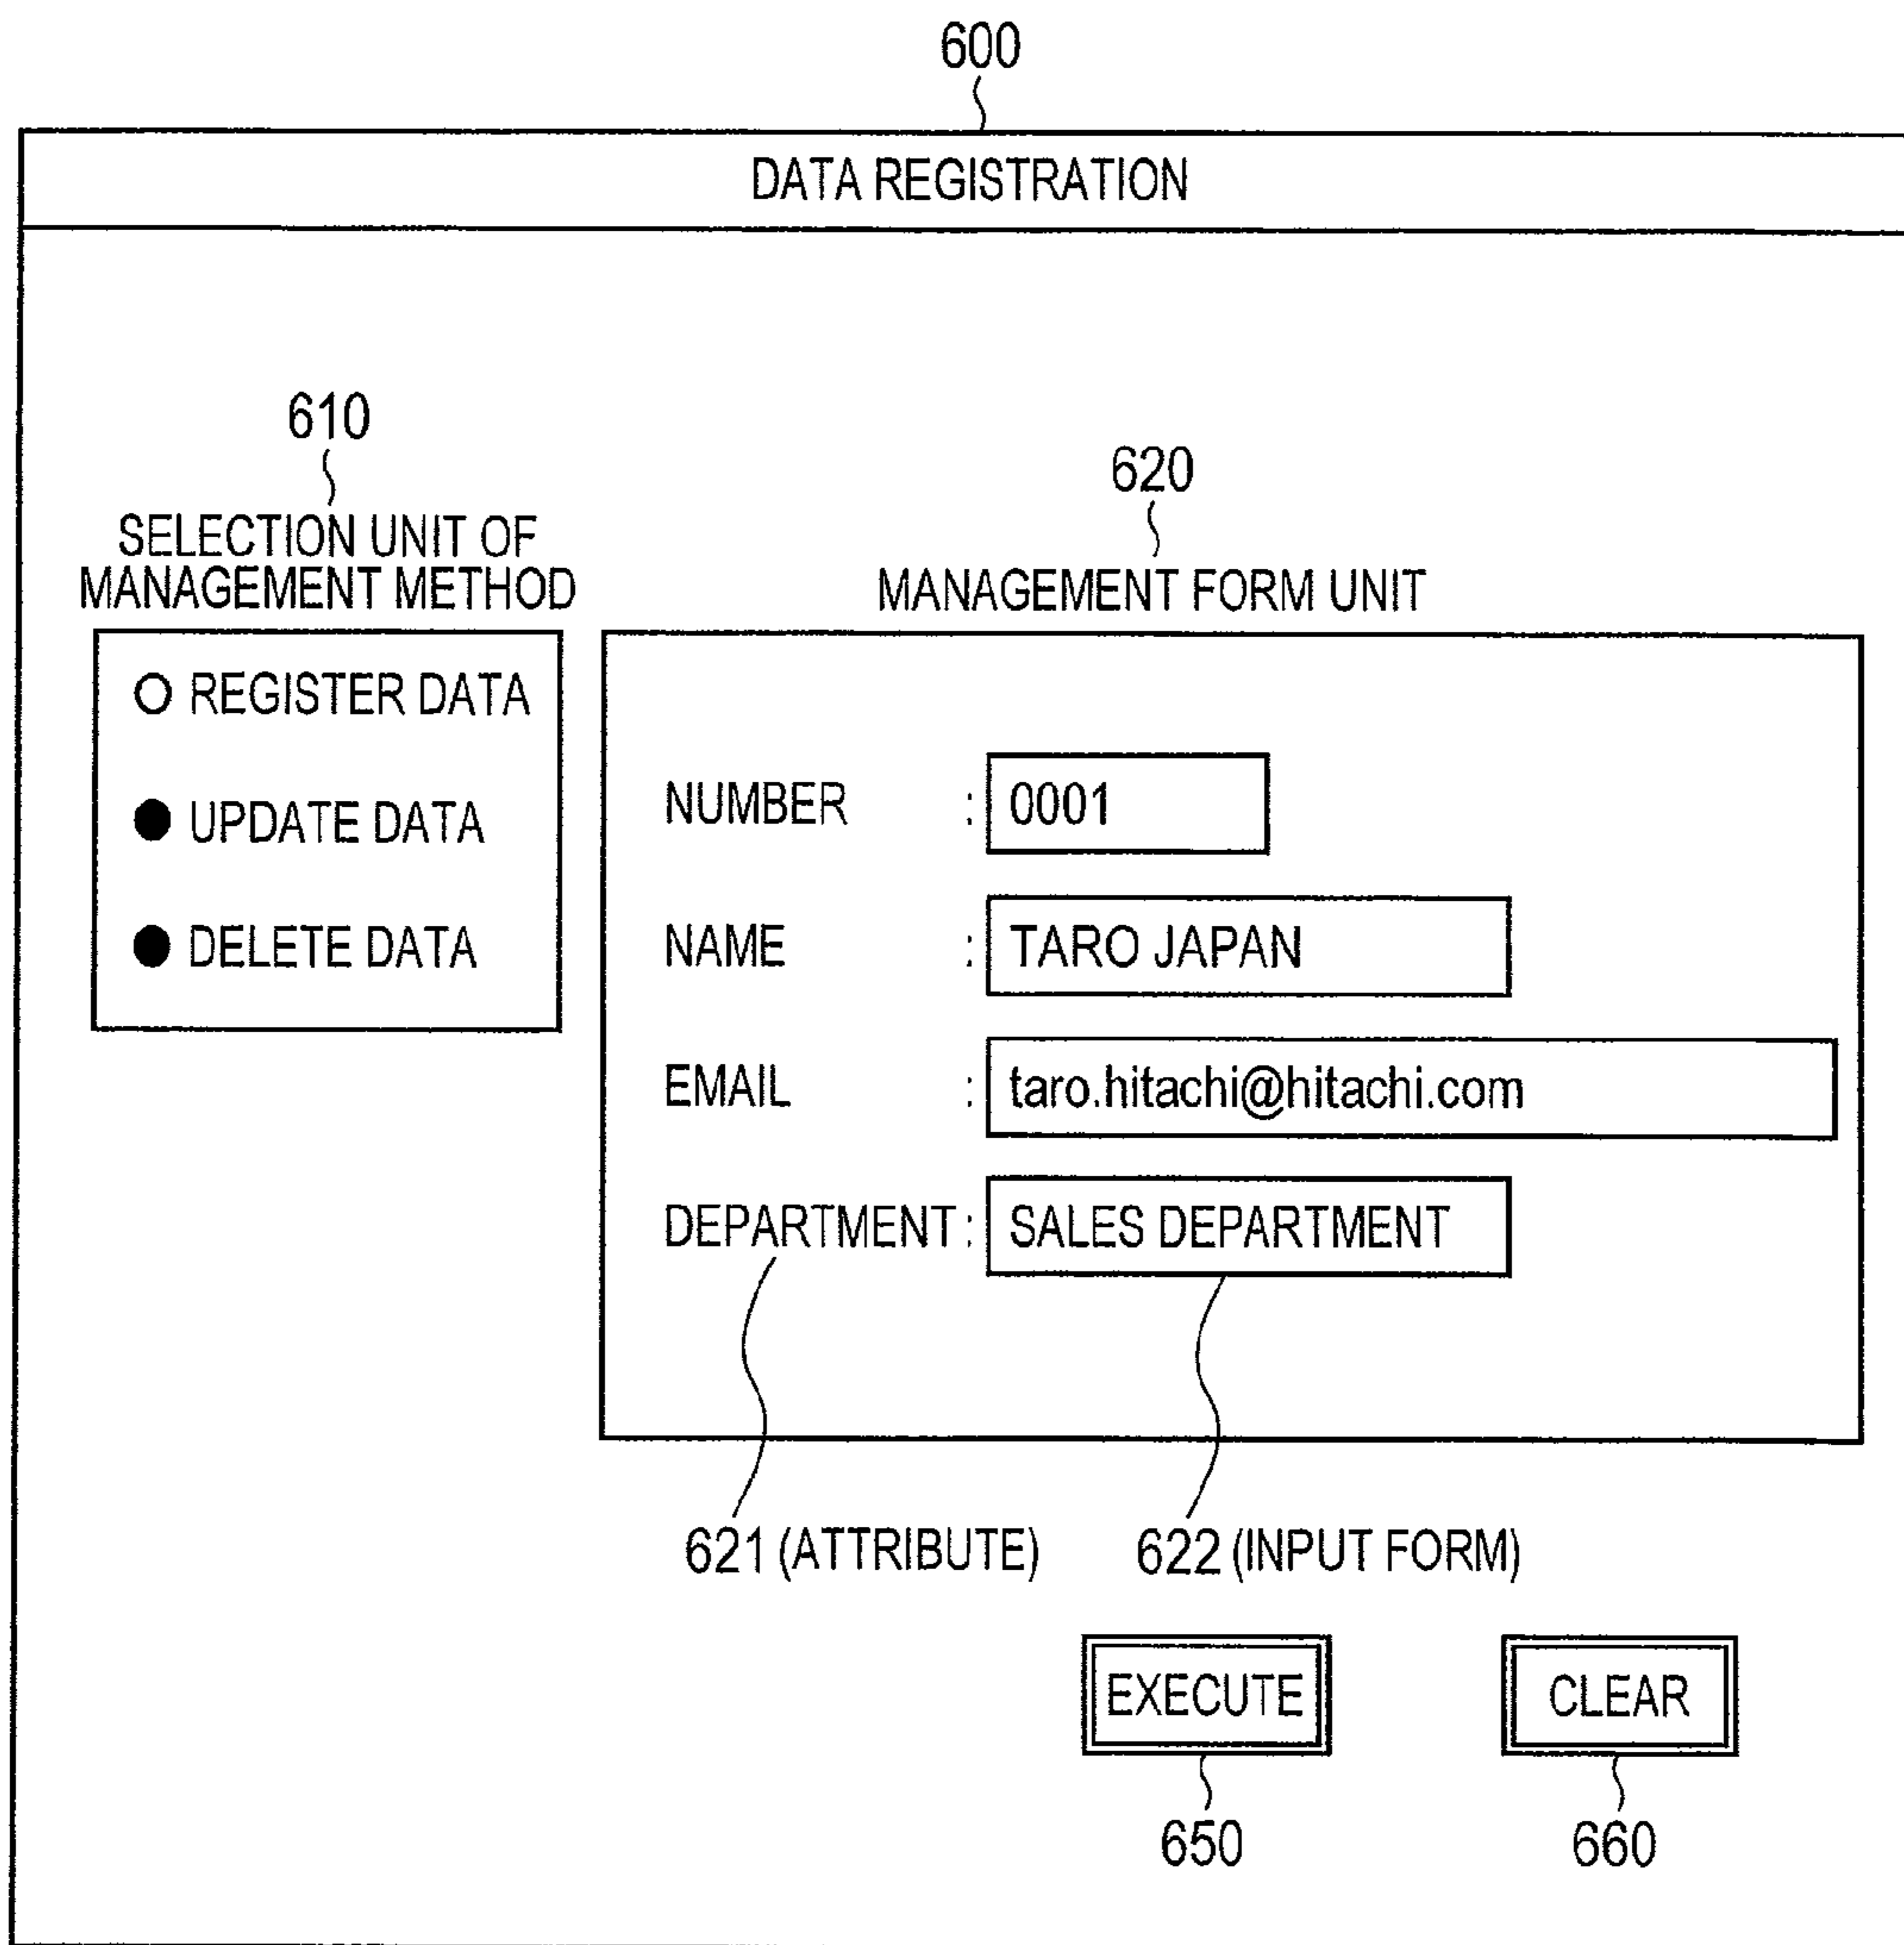 600
DATA REGISTRATION
610
SELECTION UNIT OF
MANAGEMENT METHOD
REGISTER DATA
UPDATE DATA
DELETE DATA
620
MANAGEMENT FORM UNIT
NUMBER : 0001
NAME : TARO JAPAN
EMAIL : taro.hitachi@hitachi.com
DEPARTMENT : SALES DEPARTMENT
621 (ATTRIBUTE)
622 (INPUT FORM)
EXECUTE
CLEAR
650
660